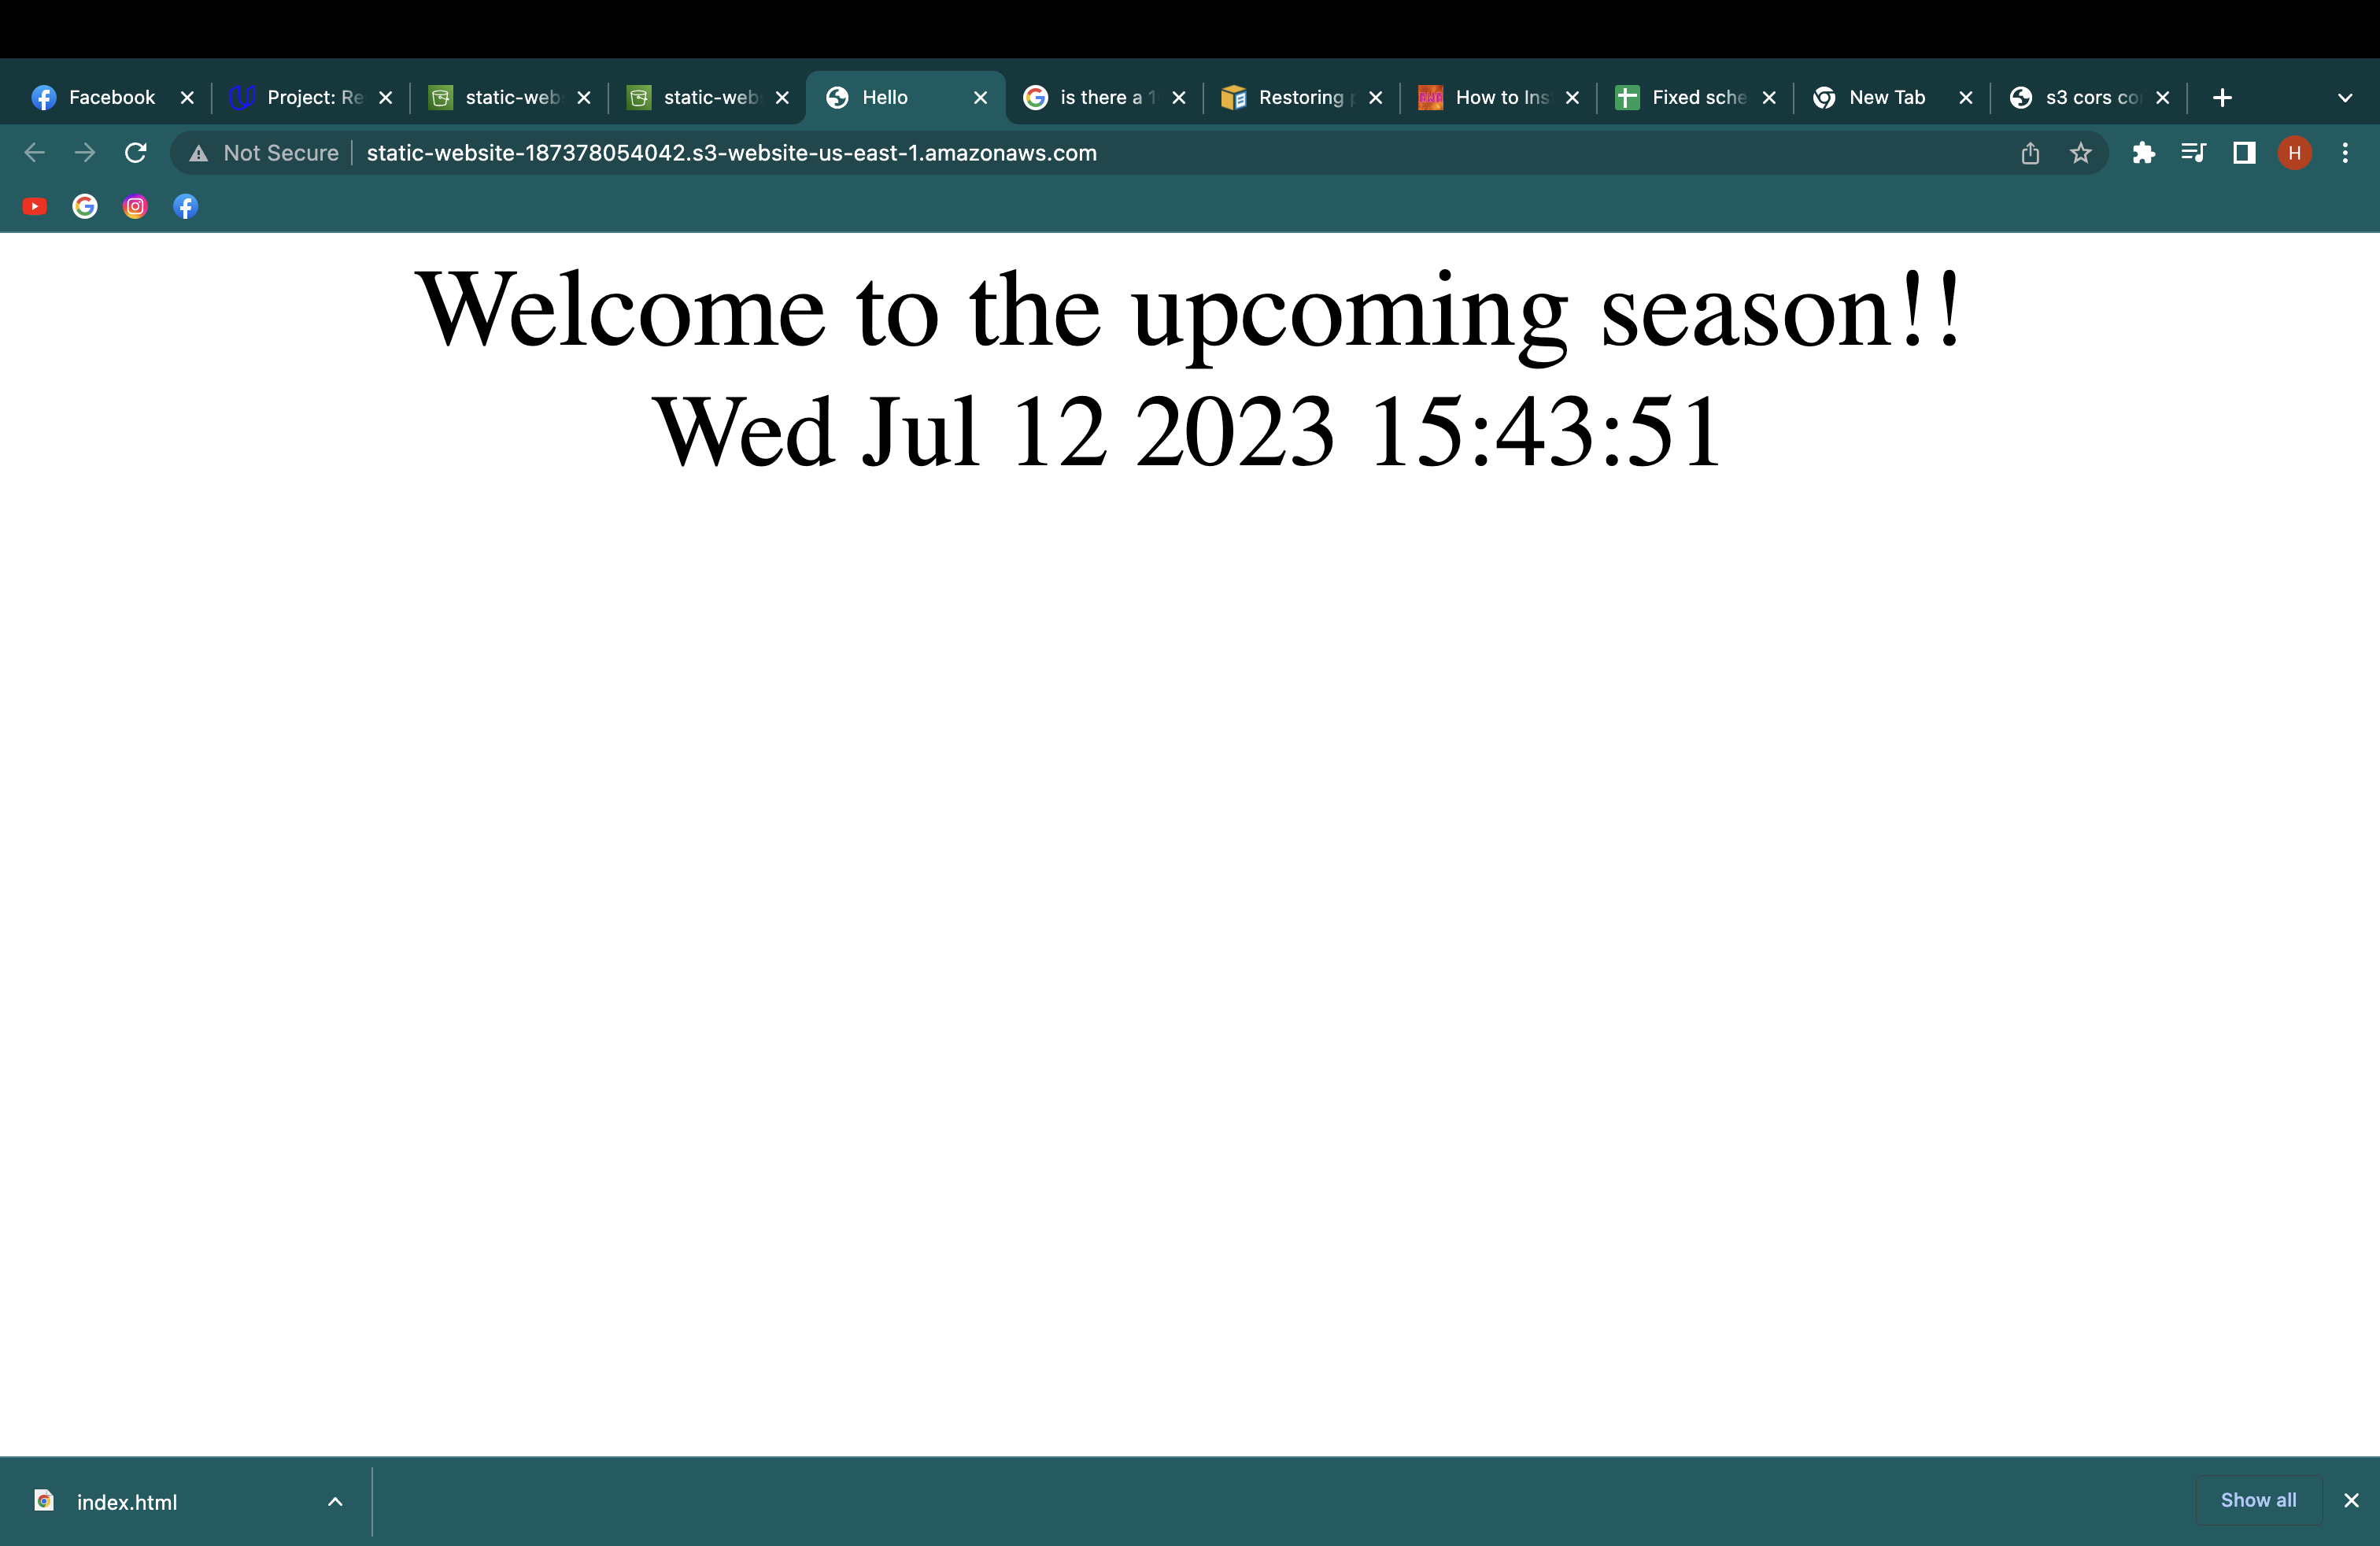 Facebook
Project: Re
static-web
static-web
Hello
is there a 1
Restoring
How to Ins
Fixed sche
New Tab
s3 cors co
Not Secure
static-website-187378054042.s3-website-us-east-1.amazonaws.com
H
Welcome to the upcoming season!!
Wed Jul 12 2023 15:43:51
index.html
Show all